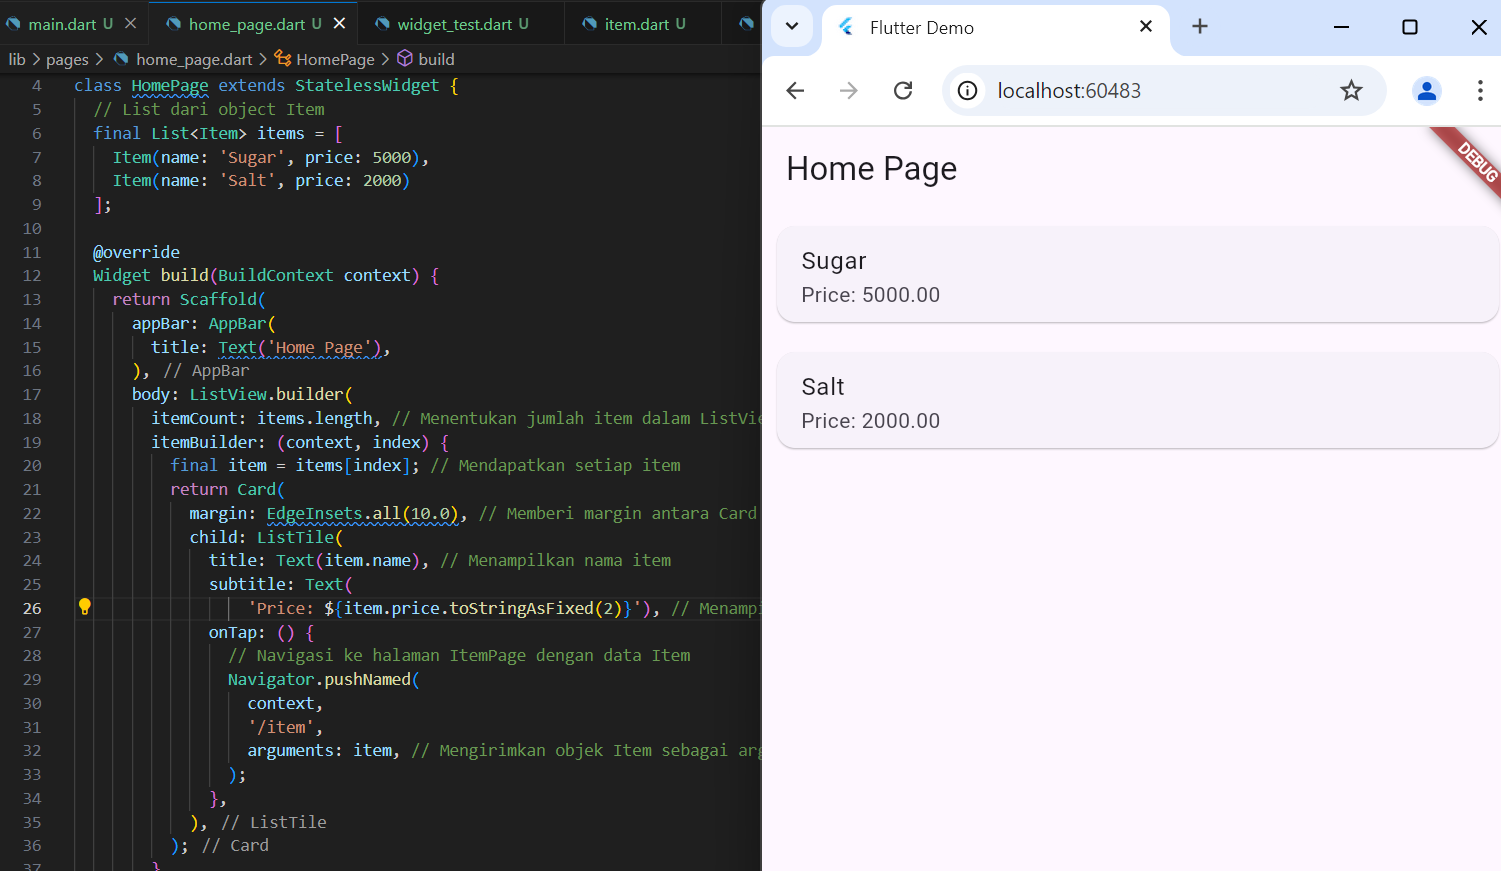 main.dart U
home_page.dart U
widget_test.dart U
item.dart U
lib > pages > home_page.dart > HomePage > build
4 class HomePage extends StatelessWidget {
5 // List dari object Item
6 final List<Item> items = [
7 Item(name: 'Sugar', price: 5000),
8 Item(name: 'Salt', price: 2000)
9 ];
10
11 @override
12 Widget build(BuildContext context) {
13 return Scaffold(
14 appBar: AppBar(
15 title: Text('Home Page'),
16 ), // AppBar
17 body: ListView.builder(
18 itemCount: items.length, // Menentukan jumlah item dalam ListVie
19 itemBuilder: (context, index) {
20 final item = items[index]; // Mendapatkan setiap item
21 return Card(
22 margin: EdgeInsets.all(10.0), // Memberi margin antara Card
23 child: ListTile(
24 title: Text(item.name), // Menampilkan nama item
25 subtitle: Text(
26 'Price: ${item.price.toStringAsFixed(2)}'), // Menampi
27 onTap: () {
28 // Navigasi ke halaman ItemPage dengan data Item
29 Navigator.pushNamed(
30 context,
31 '/item',
32 arguments: item, // Mengirimkan objek Item sebagai arg
33 );
34 },
35 ), // ListTile
36 ); // Card
37 }
Flutter Demo
localhost:60483
Home Page
DEBUG
Sugar
Price: 5000.00
Salt
Price: 2000.00